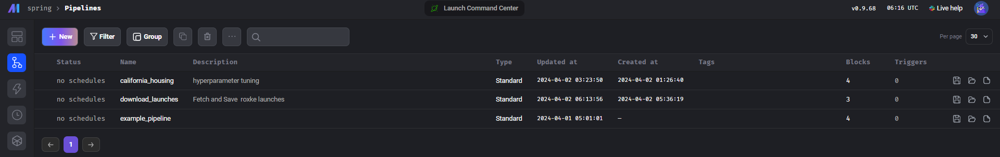 spring > Pipelines Launch Command Center v0.9.68 06:16 UTC Live help
+ New Filter Group ··· Per page 30
Status Name Description Type Updated at Created at Tags Blocks Triggers
no schedules california_housing hyperparameter tuning Standard 2024-04-02 03:23:50 2024-04-02 01:26:40 4 0
no schedules download_launches Fetch and Save roxke launches Standard 2024-04-02 06:13:56 2024-04-02 05:36:19 3 0
no schedules example_pipeline Standard 2024-04-01 05:01:01 — 4 0
← 1 →